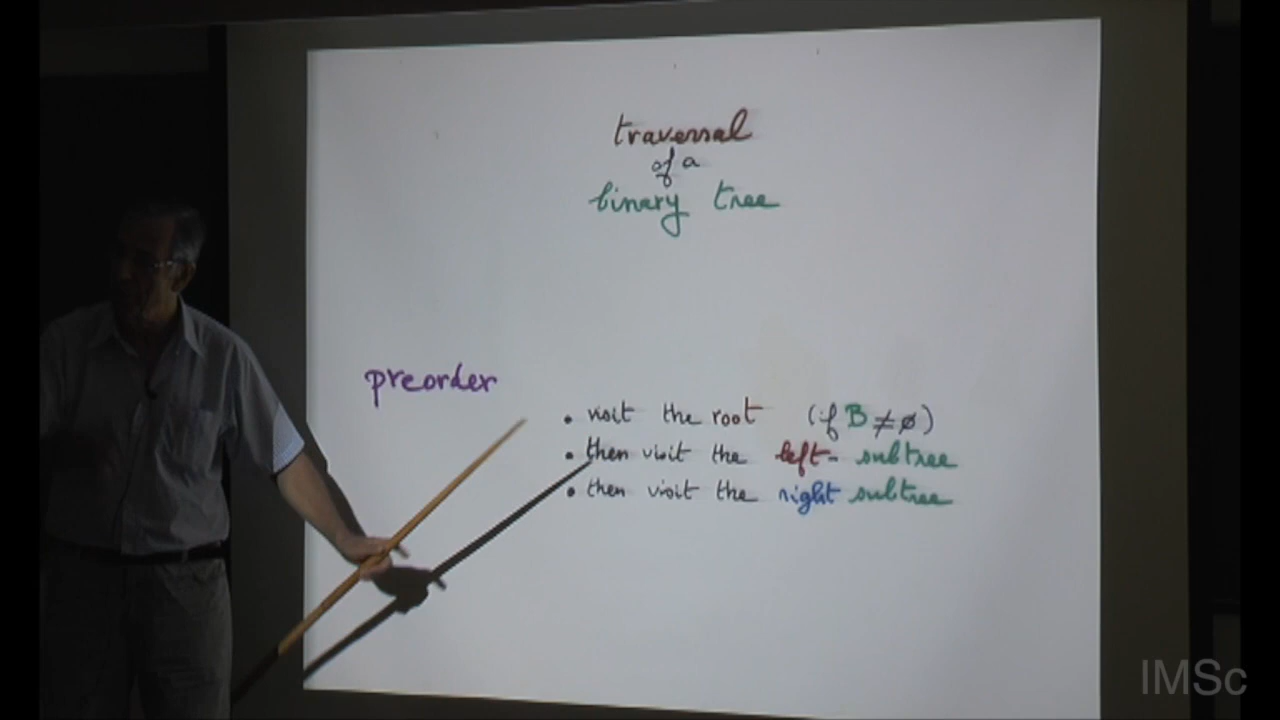 traversal
of a
binary tree
preorder
• visit the root (if B ≠ ø)
• then visit the left- subtree
• then visit the right subtree
IMSc